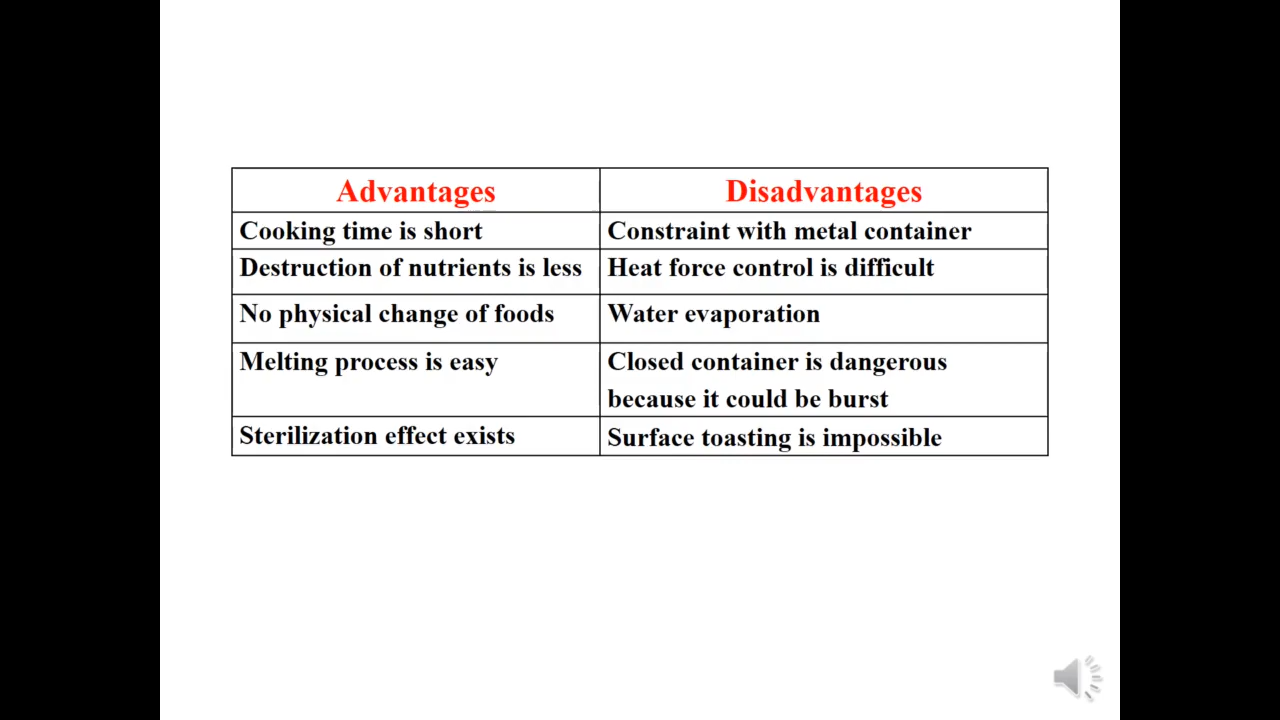 Advantages Disadvantages
Cooking time is short Constraint with metal container
Destruction of nutrients is less Heat force control is difficult
No physical change of foods Water evaporation
Melting process is easy Closed container is dangerous
because it could be burst
Sterilization effect exists Surface toasting is impossible